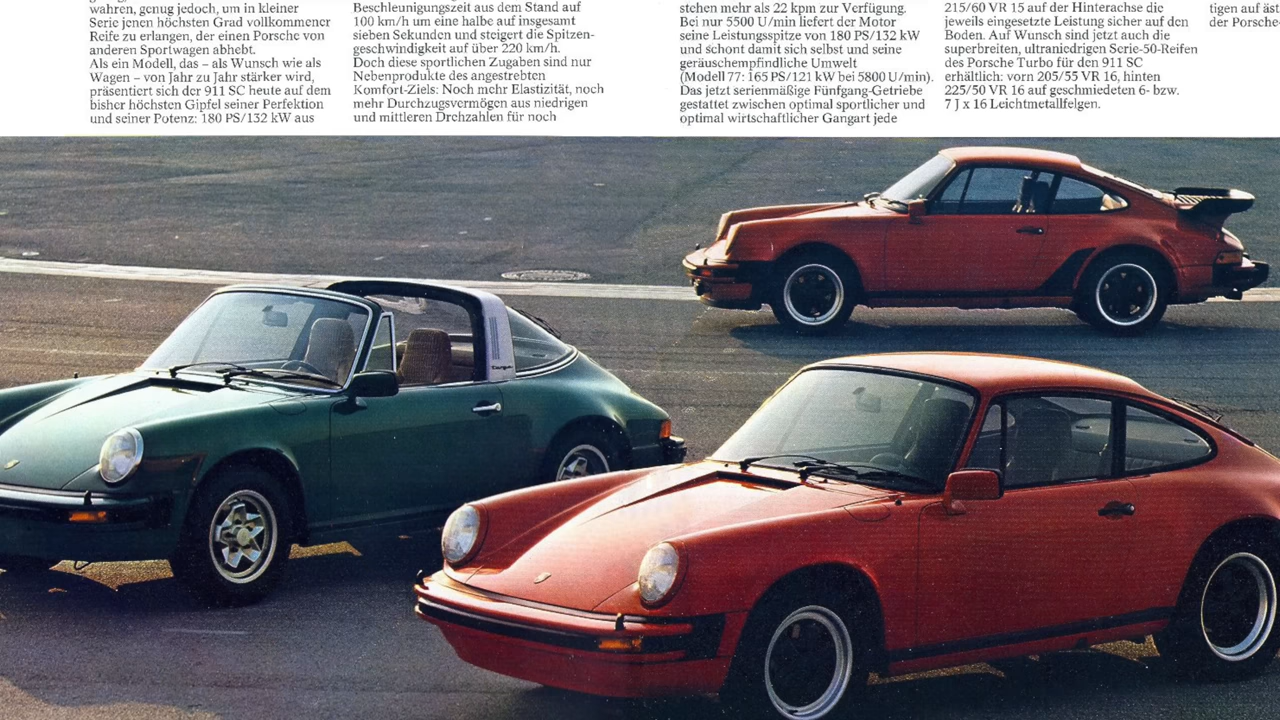 wahren, genug jedoch, um in kleiner
Serie jenen höchsten Grad vollkommener
Reife zu erlangen, der einen Porsche von
anderen Sportwagen abhebt.
Als ein Modell, das – als Wunsch wie als
Wagen – von Jahr zu Jahr stärker wird,
präsentiert sich der 911 SC heute auf dem
bisher höchsten Gipfel seiner Perfektion
und seiner Potenz: 180 PS/132 kW aus
Beschleunigungszeit aus dem Stand auf
100 km/h um eine halbe auf insgesamt
sieben Sekunden und steigert die Spitzen-
geschwindigkeit auf über 220 km/h.
Doch diese sportlichen Zugaben sind nur
Nebenprodukte des angestrebten
Komfort-Ziels: Noch mehr Elastizität, noch
mehr Durchzugsvermögen aus niedrigen
und mittleren Drehzahlen für noch
stehen mehr als 22 kpm zur Verfügung.
Bei nur 5500 U/min liefert der Motor
seine Leistungsspitze von 180 PS/132 kW
und schont damit sich selbst und seine
geräuschempfindliche Umwelt
(Modell 77: 165 PS/121 kW bei 5800 U/min).
Das jetzt serienmäßige Fünfgang-Getriebe
gestattet zwischen optimal sportlicher und
optimal wirtschaftlicher Gangart jede
215/60 VR 15 auf der Hinterachse die
jeweils eingesetzte Leistung sicher auf den
Boden. Auf Wunsch sind jetzt auch die
superbreiten, ultraniedrigen Serie-50-Reifen
des Porsche Turbo für den 911 SC
erhältlich: vorn 205/55 VR 16, hinten
225/50 VR 16 auf geschmiedeten 6- bzw.
7 J x 16 Leichtmetallfelgen.
tigen auf äst
der Porsche-
targa